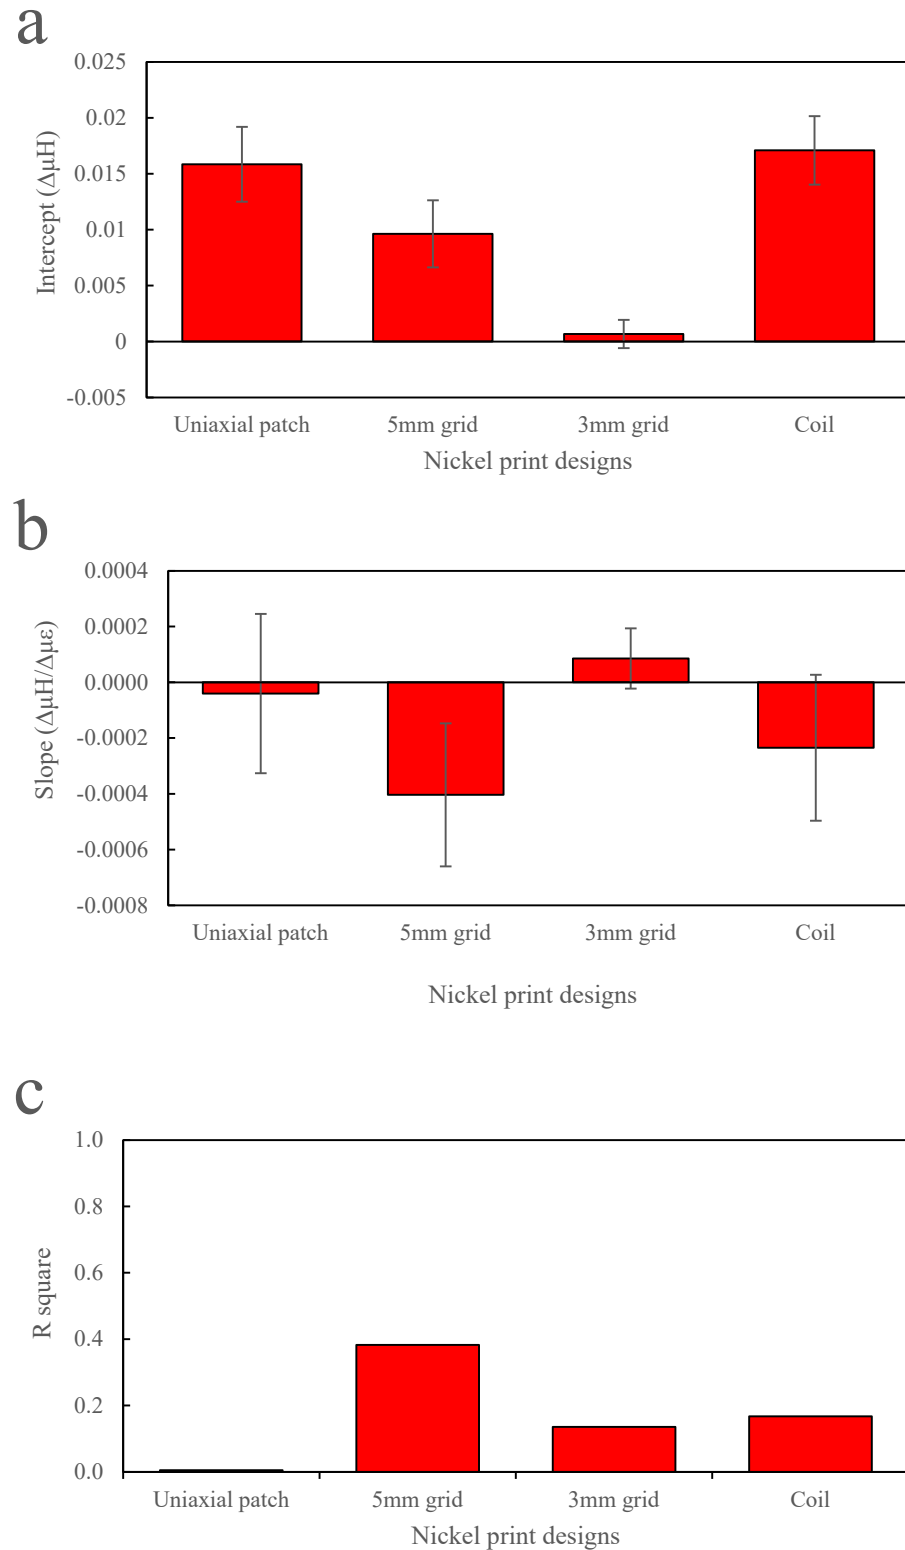 a
0.025
0.02
0.015
0.01
0.005
0
-0.005
Intercept (ΔμH)
Uniaxial patch 5mm grid 3mm grid Coil
Nickel print designs
b
0.0004
0.0002
0.0000
-0.0002
-0.0004
-0.0006
-0.0008
Slope (ΔμH/Δμε)
Uniaxial patch 5mm grid 3mm grid Coil
Nickel print designs
c
1.0
0.8
0.6
0.4
0.2
0.0
R square
Uniaxial patch 5mm grid 3mm grid Coil
Nickel print designs